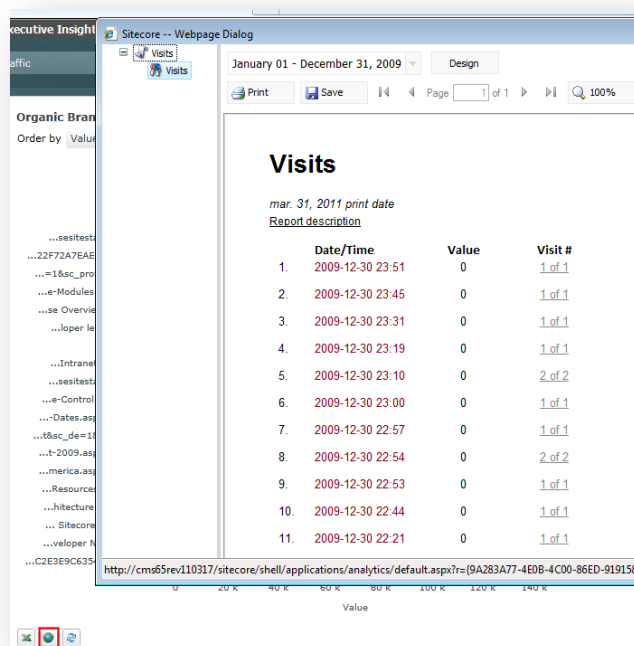 xecutive Insight
affic
Organic Bran
Order by Value
...sesitesta
...22F72A7EAE
...=1&sc_pro
...e-Modules
...se Overvie
...loper le
...Intranet
...sesitesta
...e-Control
...-Dates.asp
...t&sc_de=18
...t-2009.asp
...merica.asp
...Resources
...hitecture
... Sitecore
...veloper N
...C2E3E9C6354
Sitecore -- Webpage Dialog
Visits
Visits
January 01 - December 31, 2009 Design
Print Save Page 1 of 1 100%
Visits
mar. 31, 2011 print date
Report description
Date/Time Value Visit #
1. 2009-12-30 23:51 0 1 of 1
2. 2009-12-30 23:45 0 1 of 1
3. 2009-12-30 23:31 0 1 of 1
4. 2009-12-30 23:19 0 1 of 1
5. 2009-12-30 23:10 0 2 of 2
6. 2009-12-30 23:00 0 1 of 1
7. 2009-12-30 22:57 0 1 of 1
8. 2009-12-30 22:54 0 2 of 2
9. 2009-12-30 22:53 0 1 of 1
10. 2009-12-30 22:44 0 1 of 1
11. 2009-12-30 22:21 0 1 of 1
http://cms65rev110317/sitecore/shell/applications/analytics/default.aspx?r={9A283A77-4E0B-4C00-86ED-919158
0 20 k 40 k 60 k 80 k 100 k 120 k 140 k
Value